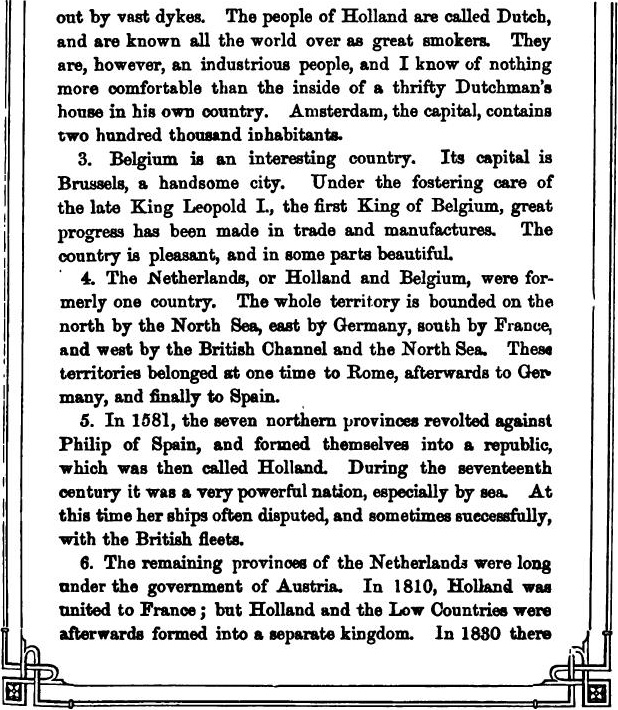 out by vast dykes. The people of Holland are called Dutch,
and are known all the world over as great smokers. They
are, however, an industrious people, and I know of nothing
more comfortable than the inside of a thrifty Dutchman's
house in his own country. Amsterdam, the capital, contains
two hundred thousand inhabitants.
3. Belgium is an interesting country. Its capital is
Brussels, a handsome city. Under the fostering care of
the late King Leopold I., the first King of Belgium, great
progress has been made in trade and manufactures. The
country is pleasant, and in some parts beautiful.
4. The Netherlands, or Holland and Belgium, were for-
merly one country. The whole territory is bounded on the
north by the North Sea, east by Germany, south by France,
and west by the British Channel and the North Sea. These
territories belonged at one time to Rome, afterwards to Ger-
many, and finally to Spain.
5. In 1581, the seven northern provinces revolted against
Philip of Spain, and formed themselves into a republic,
which was then called Holland. During the seventeenth
century it was a very powerful nation, especially by sea. At
this time her ships often disputed, and sometimes successfully,
with the British fleets.
6. The remaining provinces of the Netherlands were long
under the government of Austria. In 1810, Holland was
united to France; but Holland and the Low Countries were
afterwards formed into a separate kingdom. In 1830 there